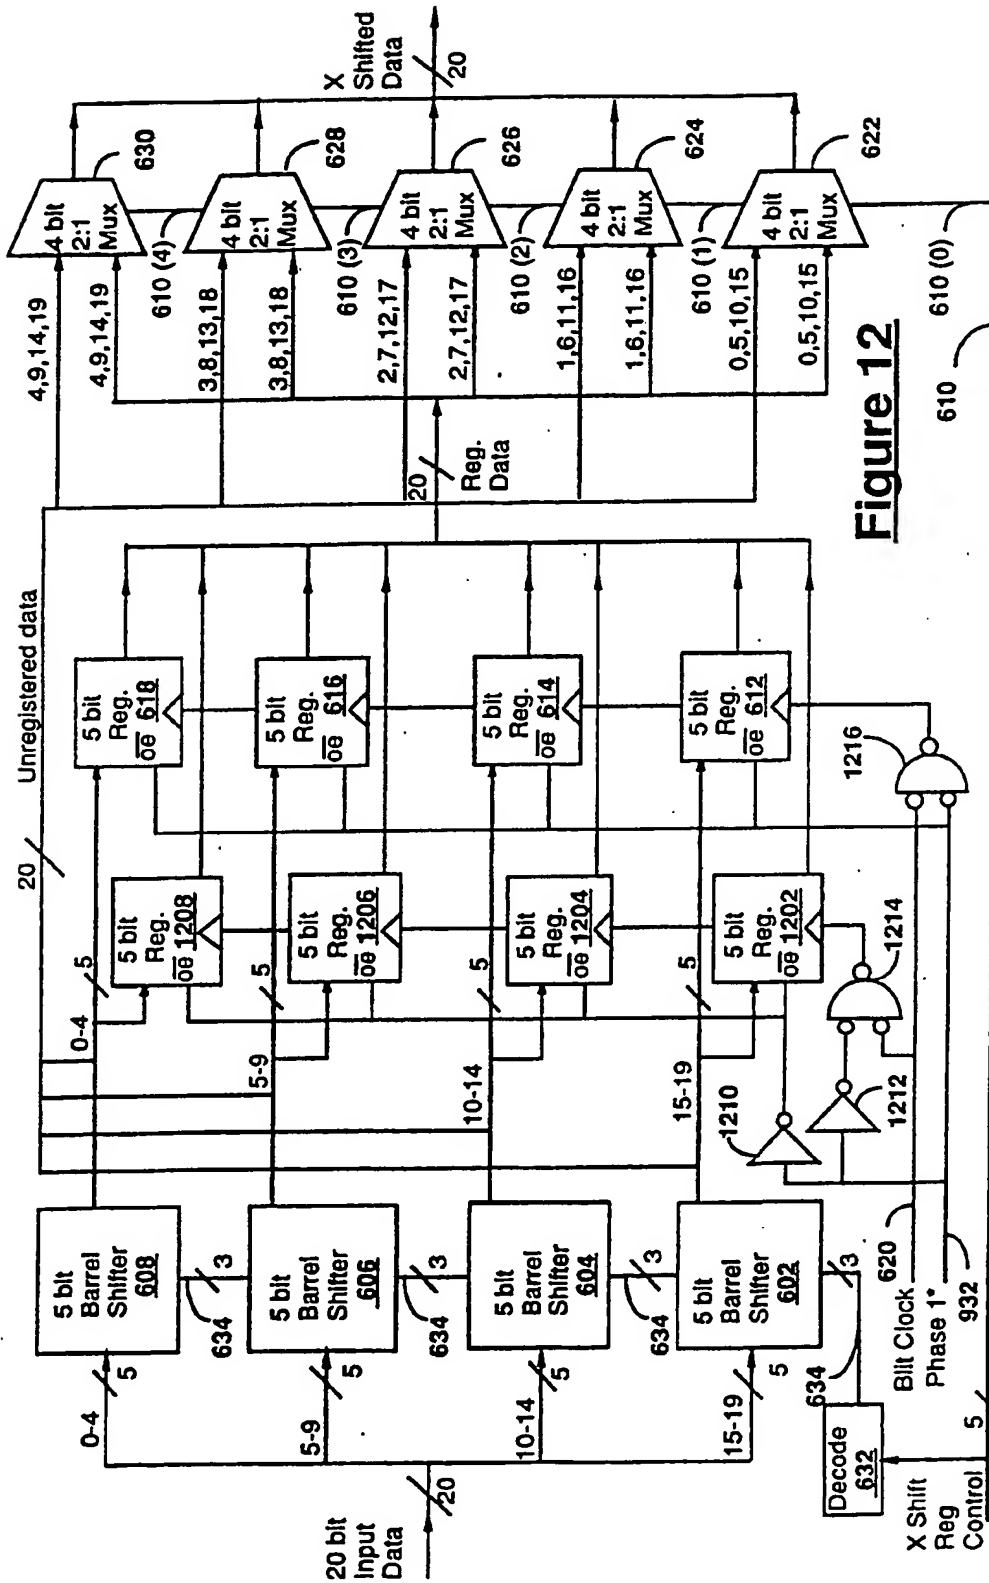 20 bit
Input
Data
20
0-4
5
5-9
5
10-14
5
15-19
5
5 bit
Barrel
Shifter
608
3
634
5 bit
Barrel
Shifter
606
3
634
5 bit
Barrel
Shifter
604
3
634
5 bit
Barrel
Shifter
602
3
634
Decode
632
X Shift
Reg
Control
5
Blit Clock
620
Phase 1*
932
20
Unregistered data
0-4
5
5-9
5
10-14
5
15-19
5
5 bit
Reg.
oe 1208
5 bit
Reg.
oe 1206
5 bit
Reg.
oe 1204
5 bit
Reg.
oe 1202
1210
1212
1214
1216
5 bit
Reg. 618
oe
5 bit
Reg. 616
oe
5 bit
Reg. 614
oe
5 bit
Reg. 612
oe
20
Reg.
Data
4,9,14,19
4,9,14,19
3,8,13,18
3,8,13,18
2,7,12,17
2,7,12,17
1,6,11,16
1,6,11,16
0,5,10,15
0,5,10,15
4 bit
2:1
Mux
630
610 (4)
4 bit
2:1
Mux
628
610 (3)
4 bit
2:1
Mux
626
610 (2)
4 bit
2:1
Mux
624
610 (1)
4 bit
2:1
Mux
622
610 (0)
610
X
Shifted
Data
20
Figure 12